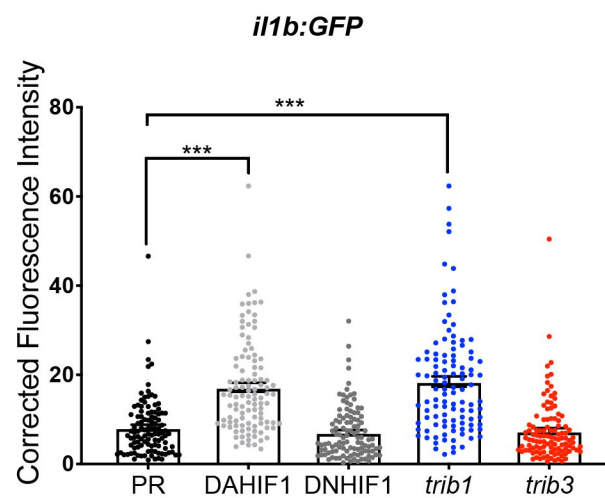 il1b:GFP
Corrected Fluorescence Intensity
***
***
80
60
40
20
0
PR DAHIF1 DNHIF1 trib1 trib3